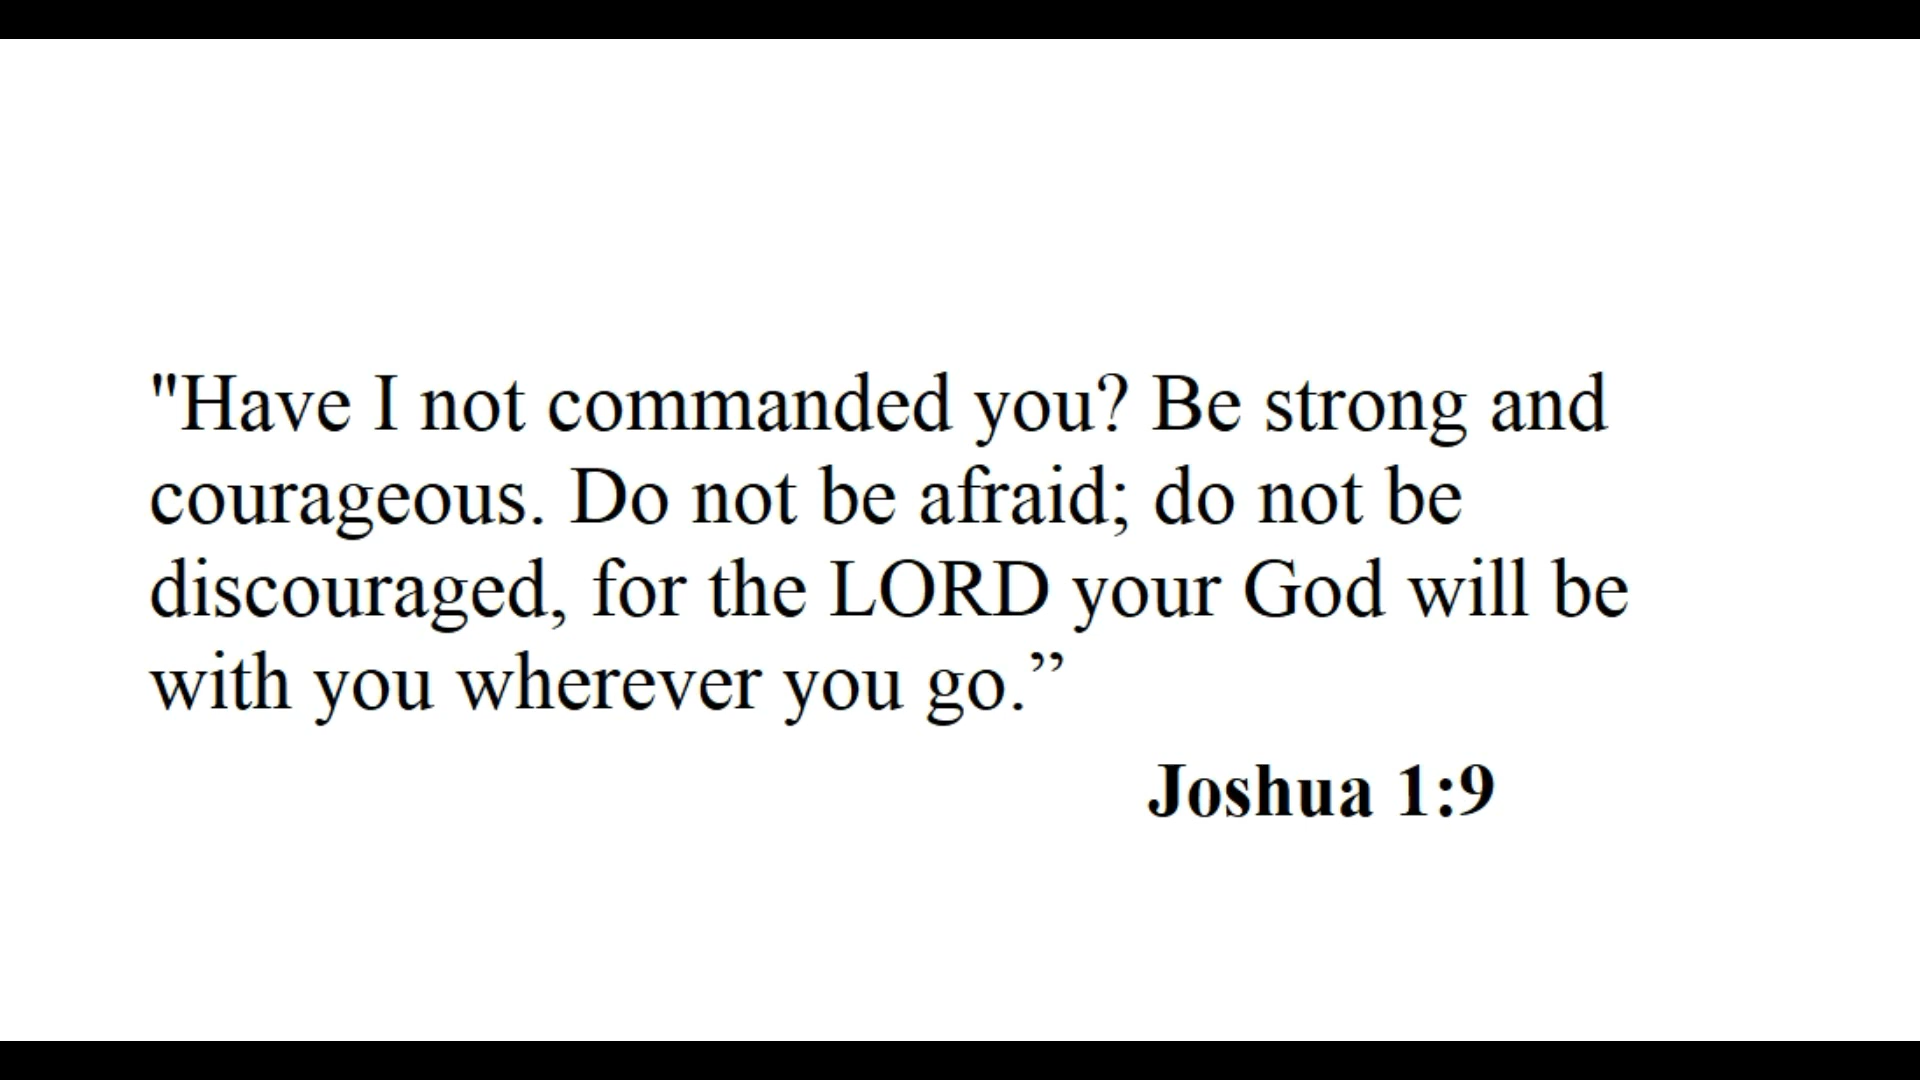 "Have I not commanded you? Be strong and
courageous. Do not be afraid; do not be
discouraged, for the LORD your God will be
with you wherever you go.”
Joshua 1:9